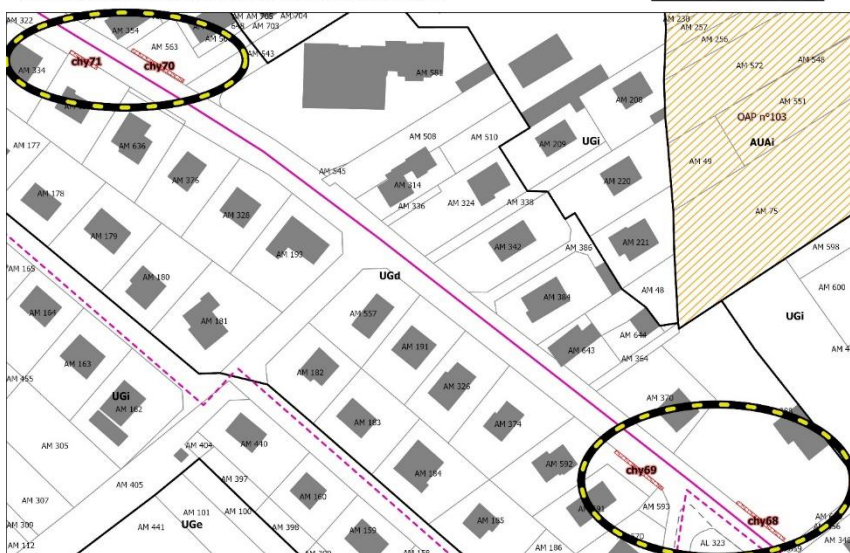 AM 322
AM 354
AM 705
AM 704
AM 703
AM 563
AM 543
AM 334
chy71
chy70
AM 581
AM 238
AM 257
AM 256
AM 548
AM 572
AM 551
OAP n°103
AUAi
AM 49
AM 75
AM 177
AM 636
AM 376
AM 545
AM 508
AM 510
AM 209
UGi
AM 208
AM 220
AM 314
AM 336
AM 324
AM 338
AM 178
AM 328
AM 179
AM 193
AM 342
AM 386
AM 221
AM 598
AM 165
AM 180
UGd
AM 48
AM 600
AM 384
AM 164
AM 181
AM 557
AM 191
AM 644
AM 643
AM 364
UGi
AM 163
AM 182
AM 326
AM 370
AM 455
UGi
AM 162
AM 183
AM 374
AM 305
AM 404
AM 440
AM 592
chy69
AM 405
AM 397
AM 184
AM 307
AM 101
AM 160
AM 593
chy68
AM 309
AM 441
UGe
AM 100
AM 398
AM 159
AM 185
AM 112
AM 186
AL 323